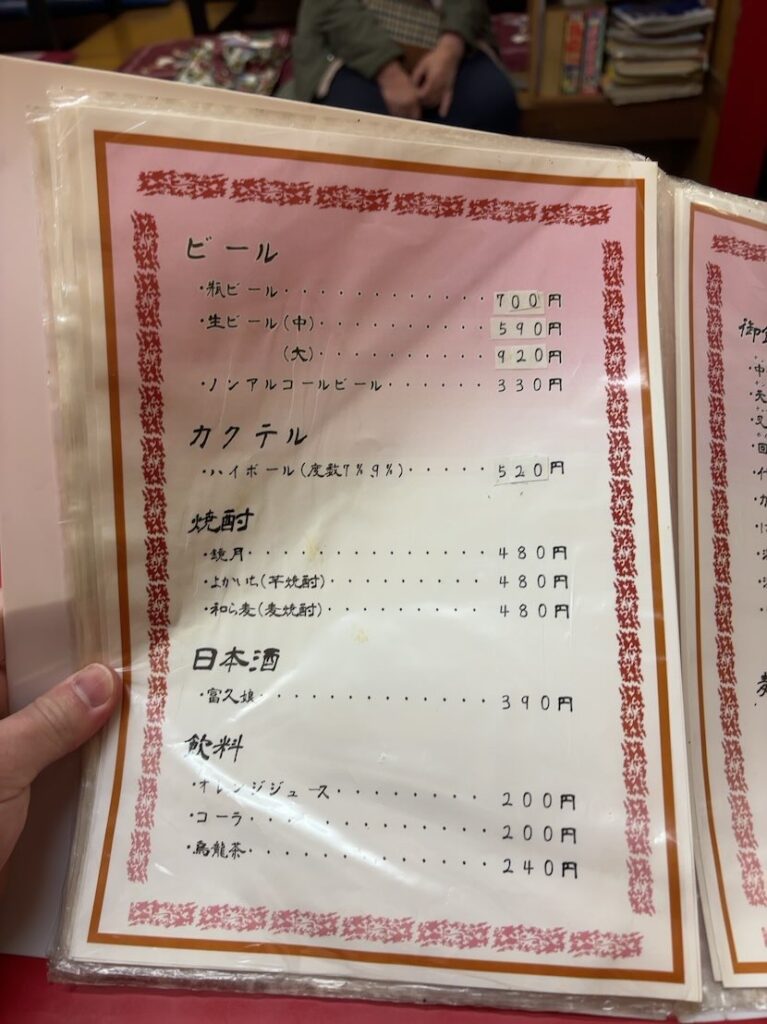 ビール
・瓶ビール・・・・・・・・・・・・700円
・生ビール(中)・・・・・・・・・・590円
(大)・・・・・・・・・・920円
・ノンアルコールビール・・・・・・330円
カクテル
・ハイボール(度数7%9%)・・・・・520円
焼酎
・鏡月・・・・・・・・・・・・・・480円
・よかいち(芋焼酎)・・・・・・・・480円
・和ら麦(麦焼酎)・・・・・・・・・480円
日本酒
・富久娘・・・・・・・・・・・・・390円
飲料
・オレンジジュース・・・・・・・・200円
・コーラ・・・・・・・・・・・・・200円
・烏龍茶・・・・・・・・・・・・・240円